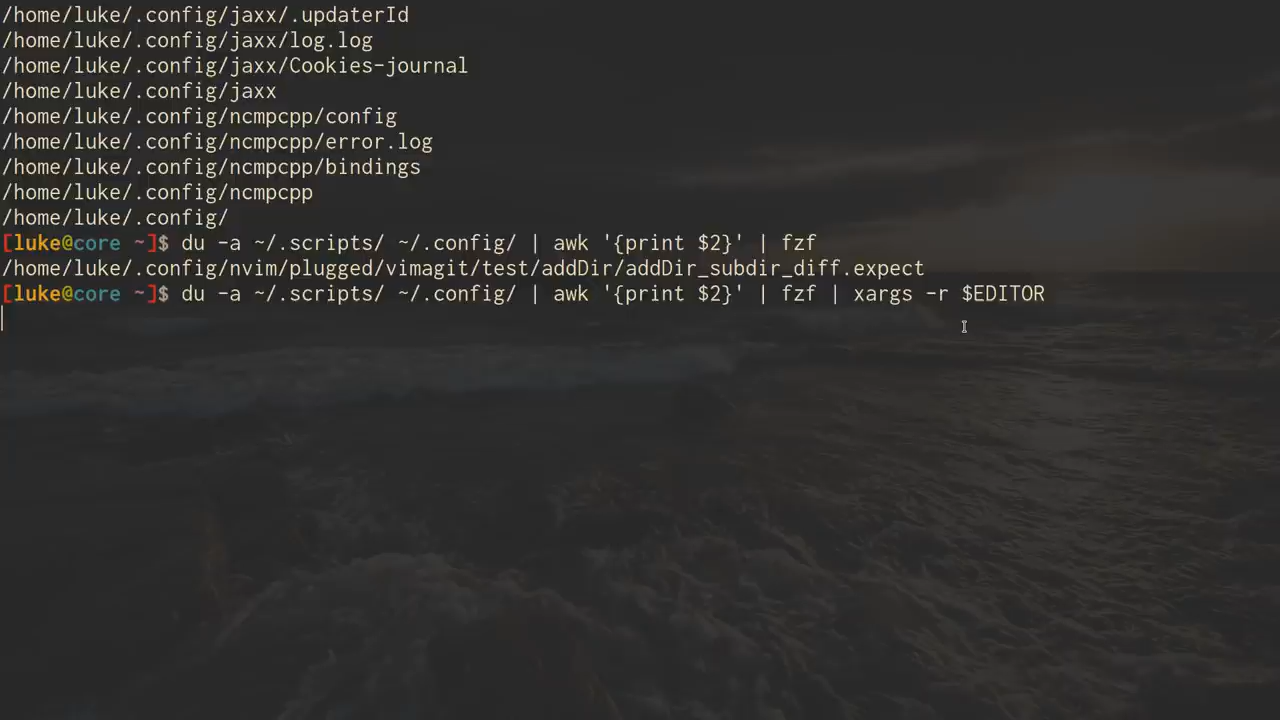 /home/luke/.config/jaxx/.updaterId
/home/luke/.config/jaxx/log.log
/home/luke/.config/jaxx/Cookies-journal
/home/luke/.config/jaxx
/home/luke/.config/ncmpcpp/config
/home/luke/.config/ncmpcpp/error.log
/home/luke/.config/ncmpcpp/bindings
/home/luke/.config/ncmpcpp
/home/luke/.config/
[luke@core ~]$ du -a ~/.scripts/ ~/.config/ | awk '{print $2}' | fzf
/home/luke/.config/nvim/plugged/vimagit/test/addDir/addDir_subdir_diff.expect
[luke@core ~]$ du -a ~/.scripts/ ~/.config/ | awk '{print $2}' | fzf | xargs -r $EDITOR